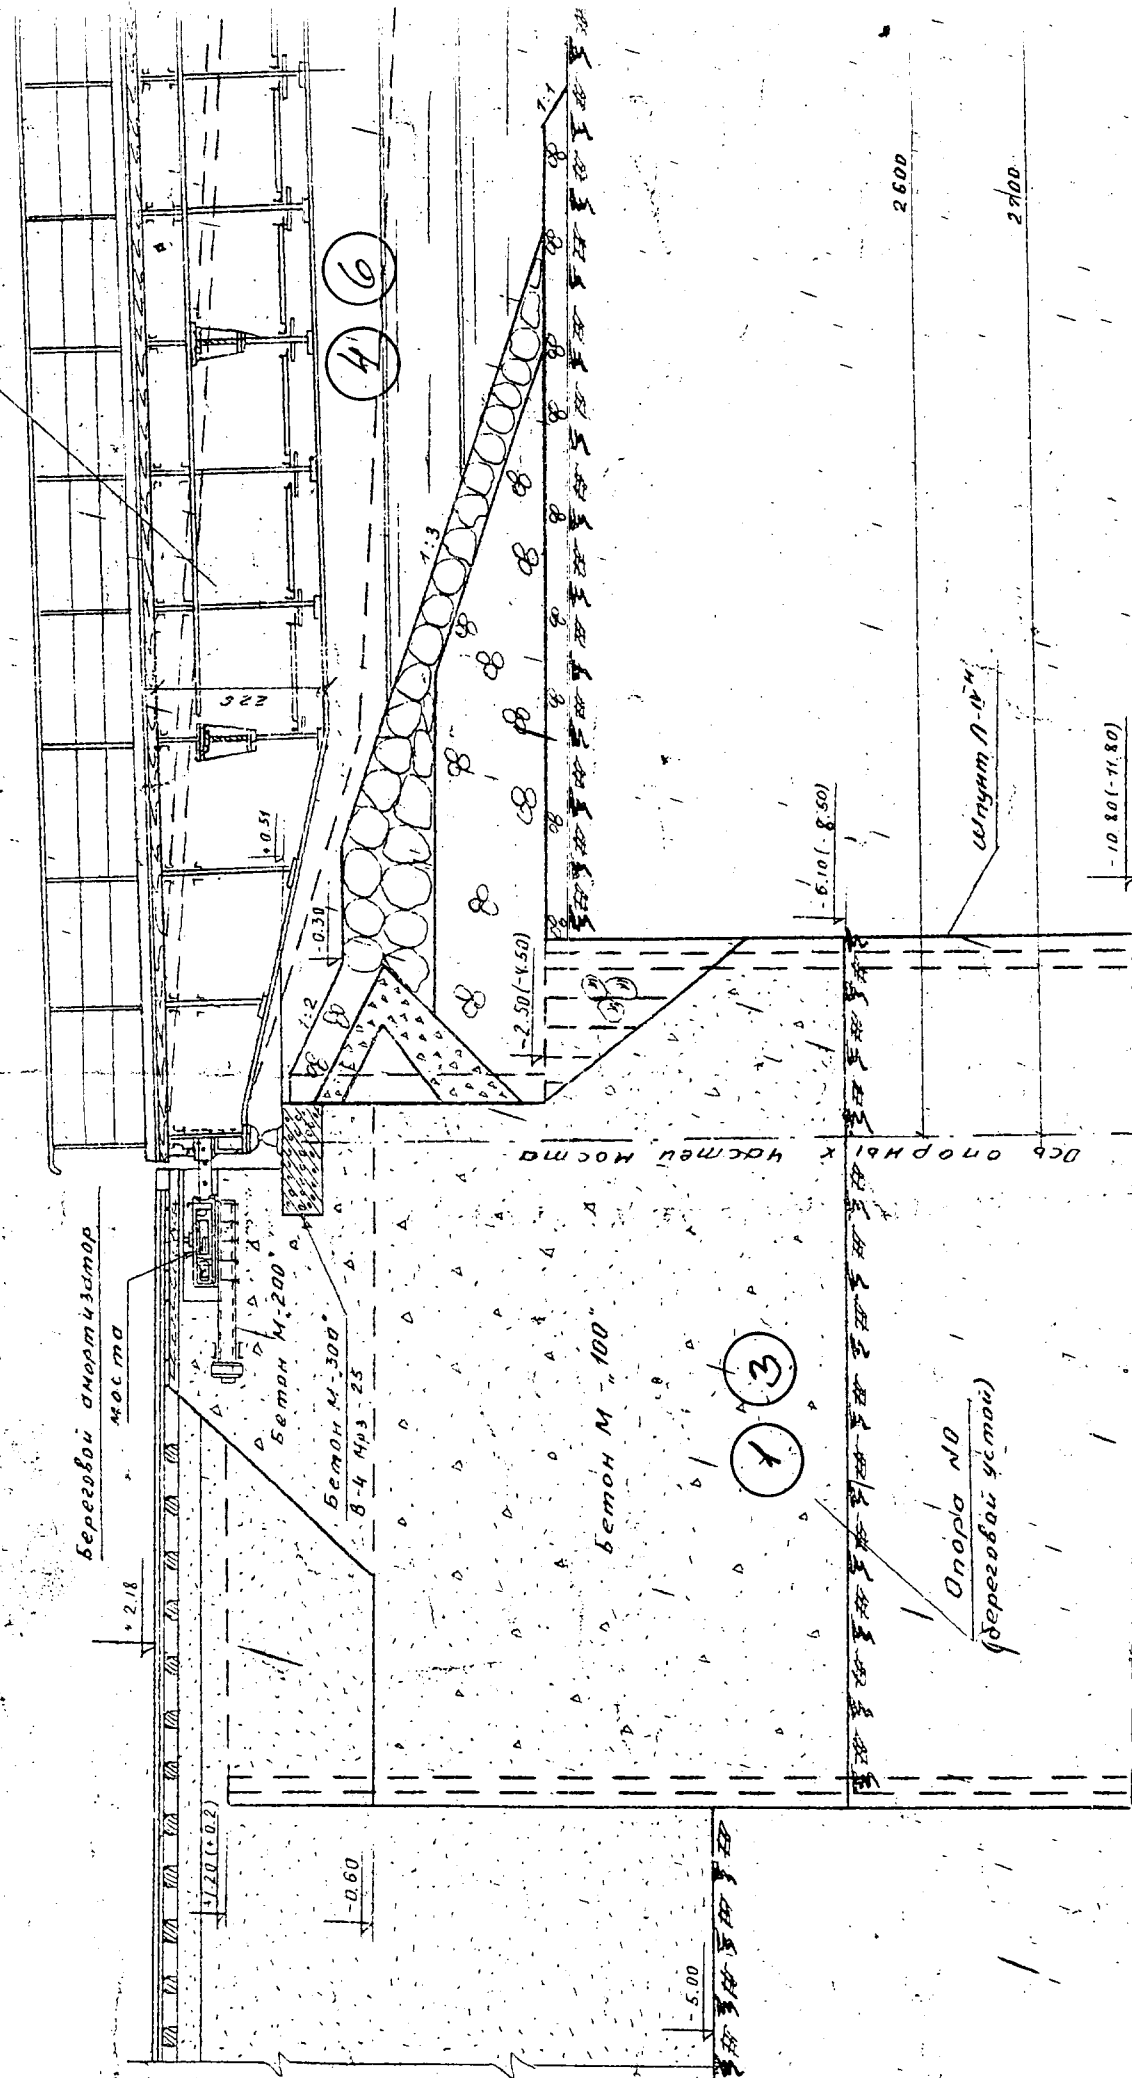 Береговой амортизатор
моста
+2.18
+1.20 (+0.2)
-0.60
-5.00
Бетон М-200"
Бетон М-300"
В-4 Мрз-25
Бетон М-„100"
1
3
Опора №0
(береговой устой)
Ось опорных частей моста
322
+0.51
-0.30
1:2
1:3
1:1
4
6
-2.50 (-4.50)
-6.10 (-8.50)
Шпунт
-10.80 (-11.80)
2600
2700